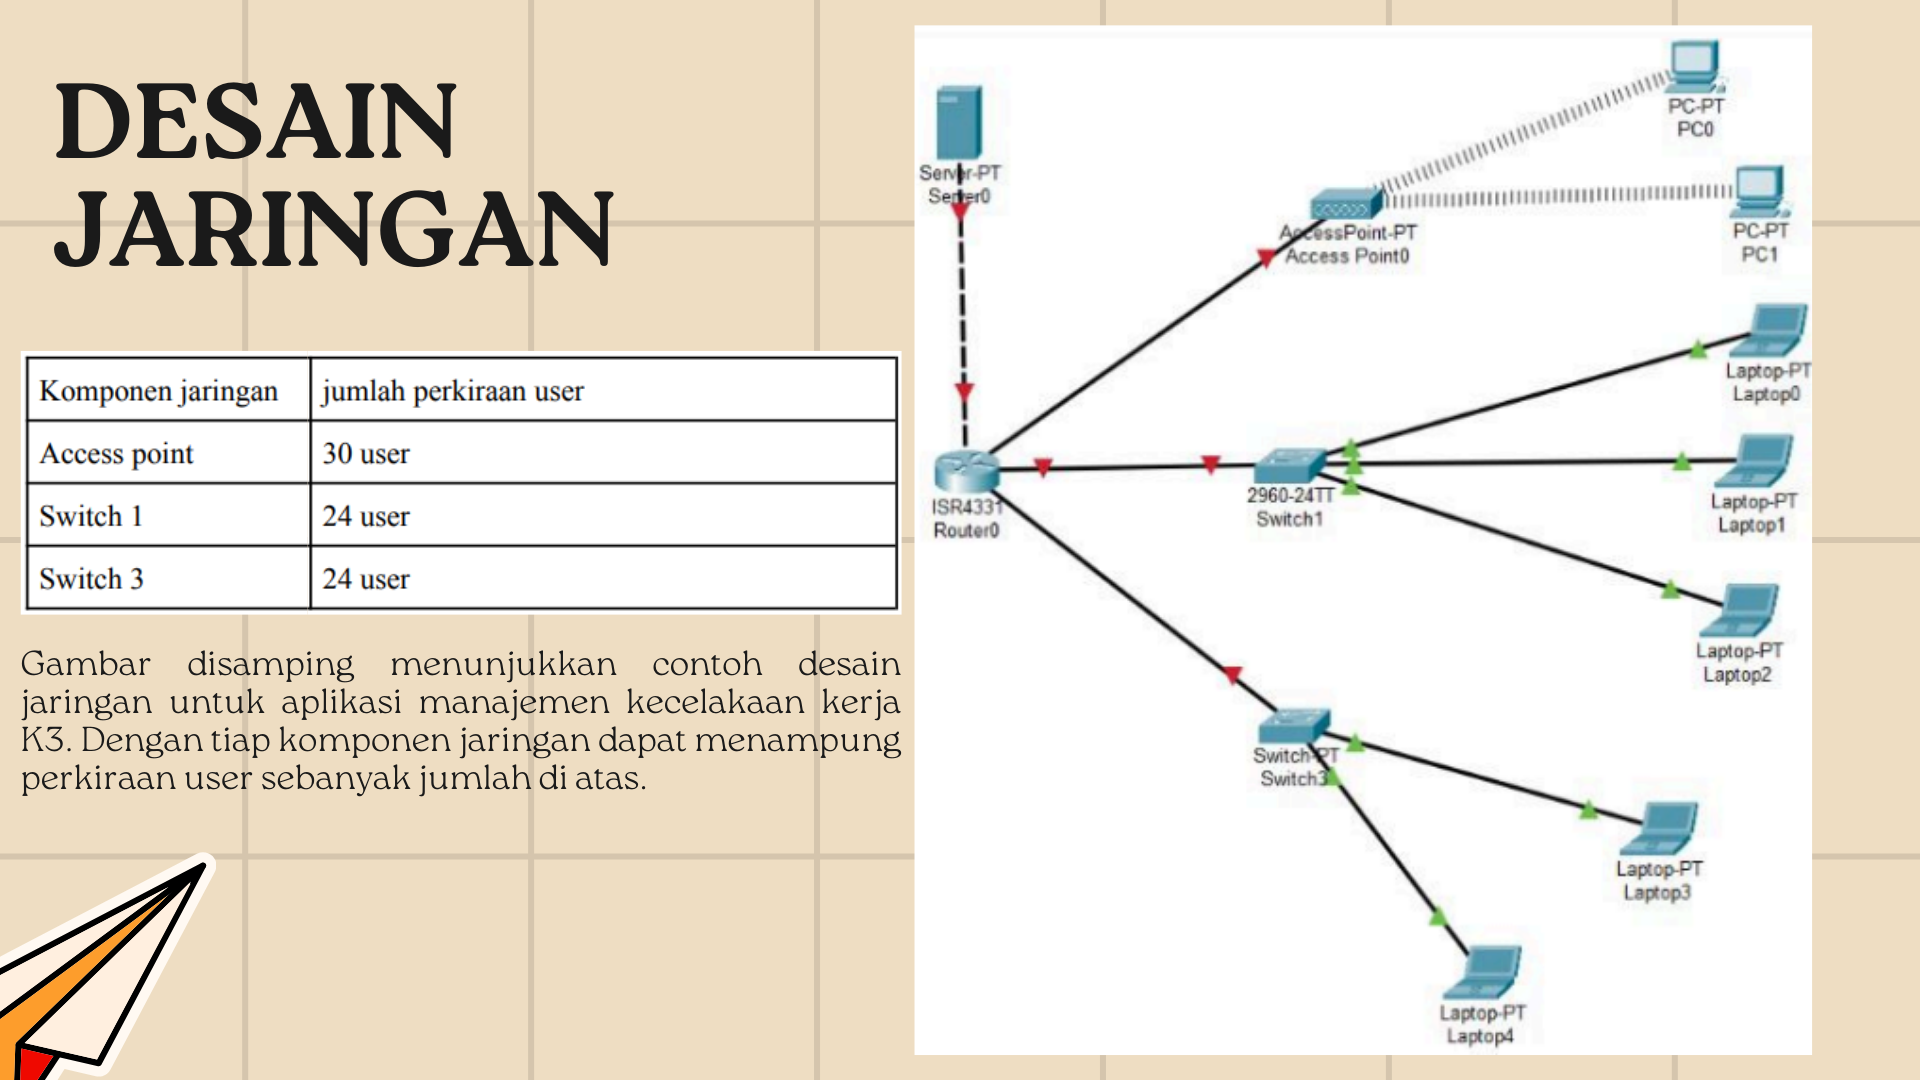 DESAIN
JARINGAN
Komponen jaringan jumlah perkiraan user
Access point 30 user
Switch 1 24 user
Switch 3 24 user
Gambar disamping menunjukkan contoh desain
jaringan untuk aplikasi manajemen kecelakaan kerja
K3. Dengan tiap komponen jaringan dapat menampung
perkiraan user sebanyak jumlah di atas.
Server-PT
Server0
PC-PT
PC0
AccessPoint-PT
Access Point0
PC-PT
PC1
Laptop-PT
Laptop0
ISR4331
Router0
2960-24TT
Switch1
Laptop-PT
Laptop1
Laptop-PT
Laptop2
Switch-PT
Switch3
Laptop-PT
Laptop3
Laptop-PT
Laptop4